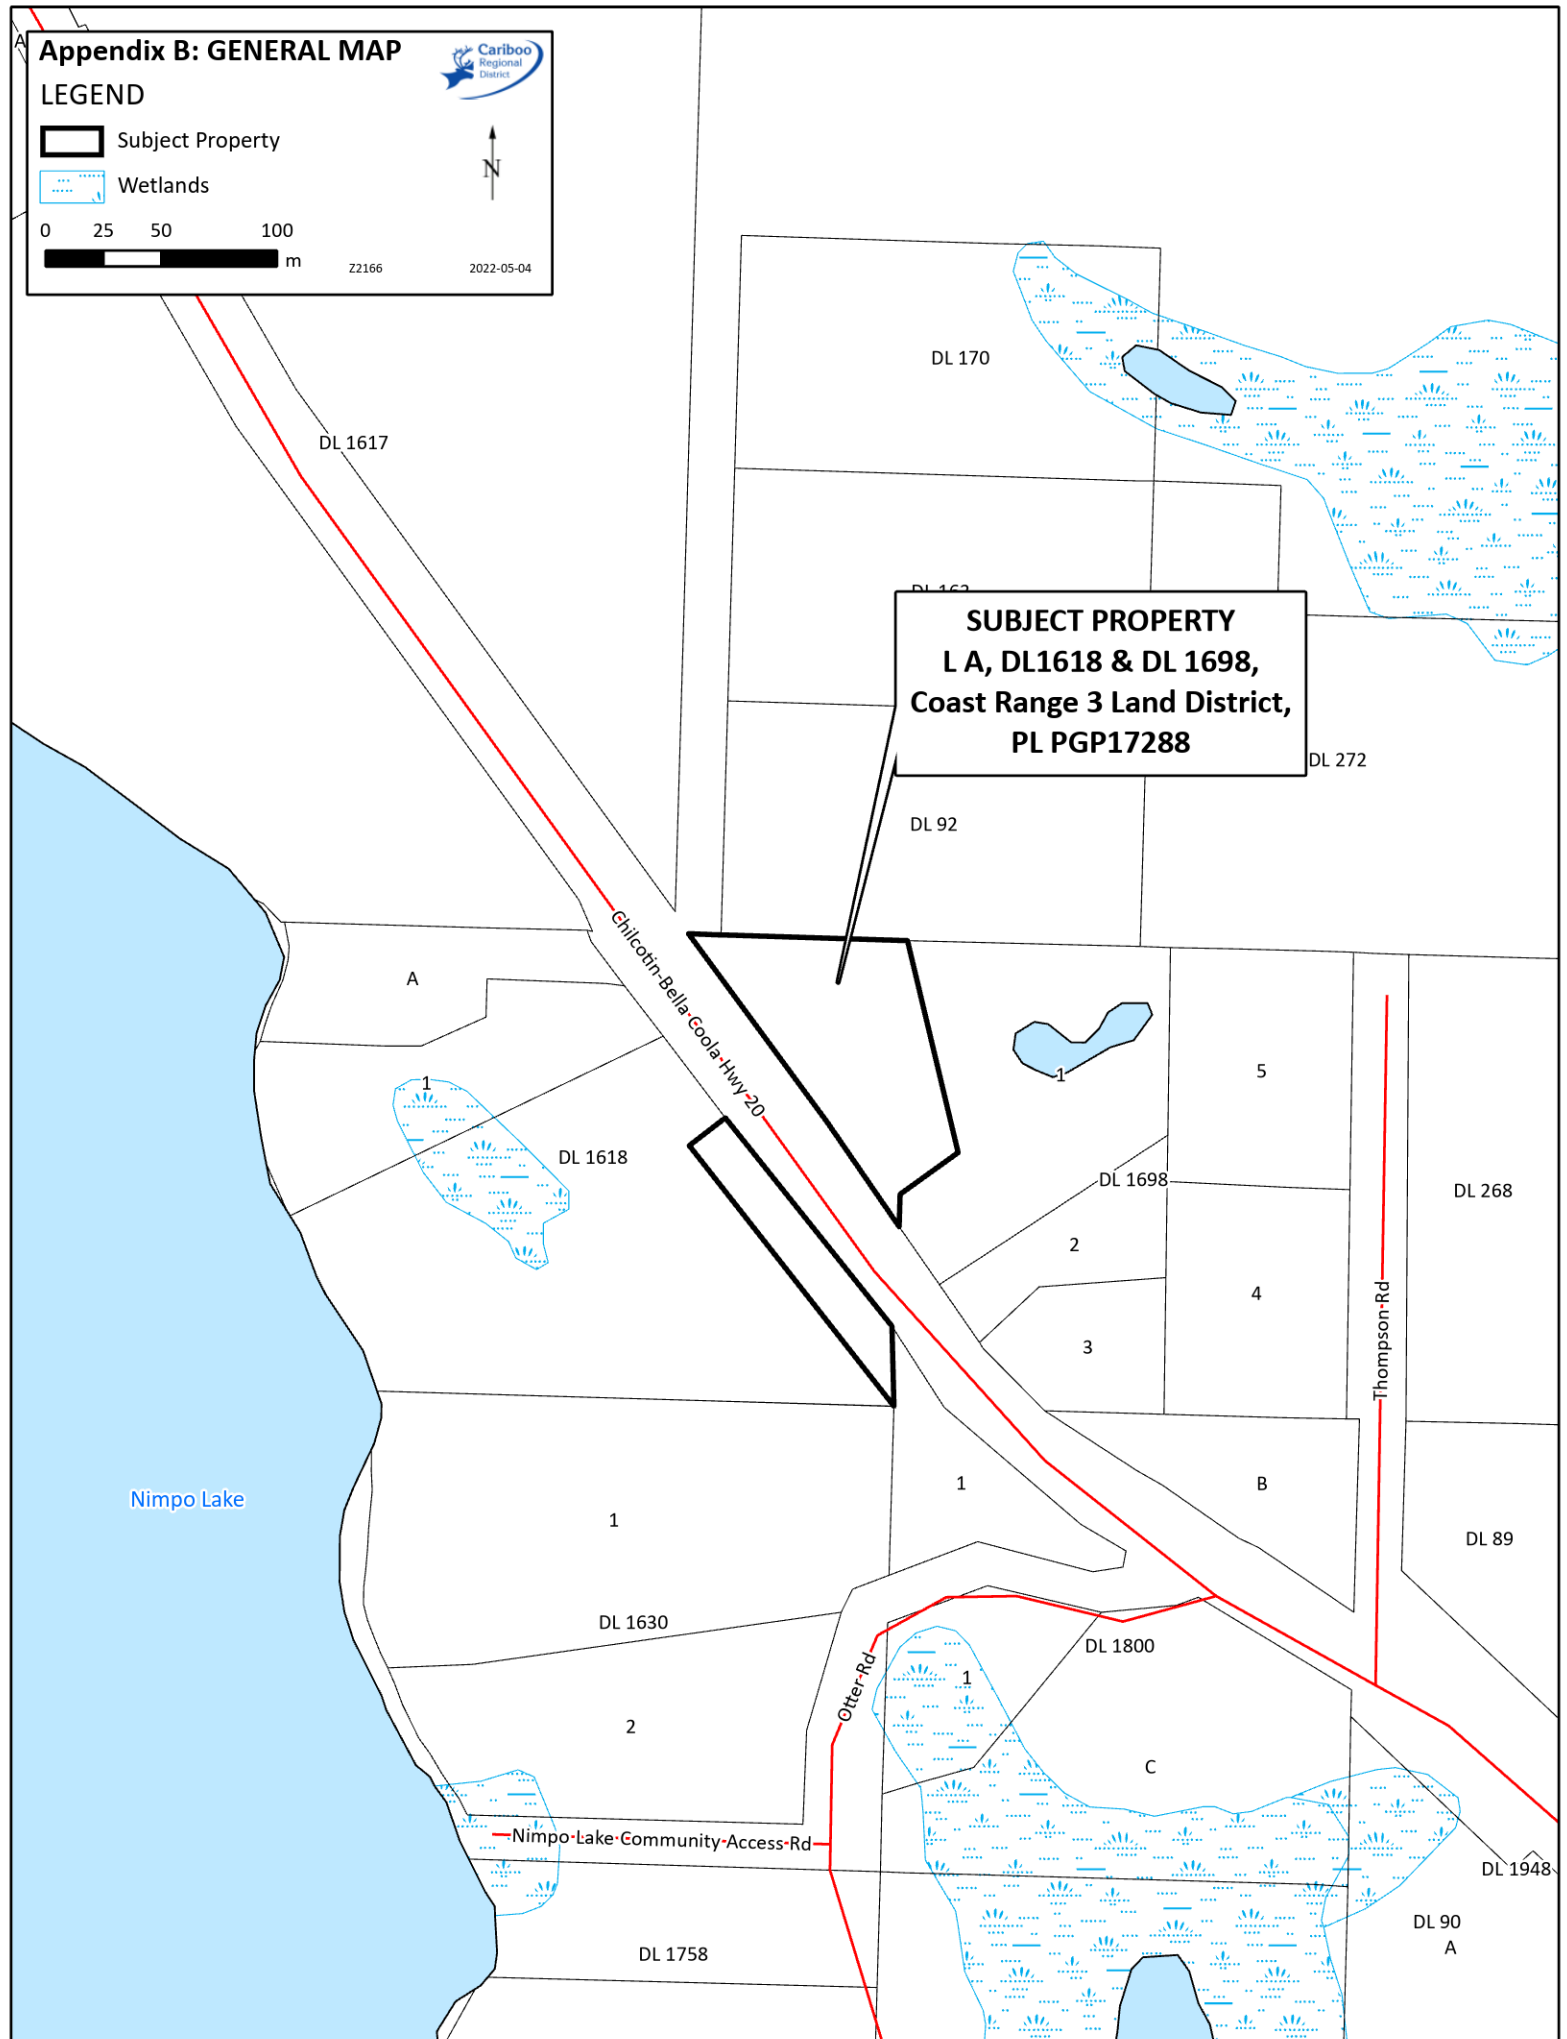 Appendix B: GENERAL MAP
Cariboo
Regional
District
LEGEND
Subject Property
N
Wetlands
0 25 50 100
m
Z2166 2022-05-04
A
DL 170
DL 1617
SUBJECT PROPERTY
L A, DL1618 & DL 1698,
Coast Range 3 Land District,
PL PGP17288
DL 272
DL 92
Chilcotin-Bella Coola Hwy 20
A
1
5
1
DL 1618
DL 1698
DL 268
2
4
3
Thompson Rd
1
B
Nimpo Lake
1
DL 89
DL 1630
DL 1800
Otter Rd
1
2
C
Nimpo Lake Community Access Rd
DL 1948
DL 90
A
DL 1758